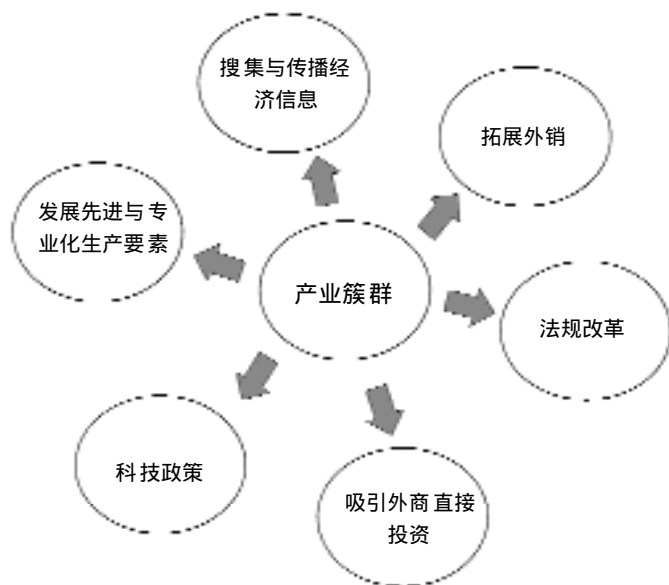 搜集与传播经
济信息
拓展外销
发展先进与专
业化生产要素
产业簇群
法规改革
科技政策
吸引外商直接
投资